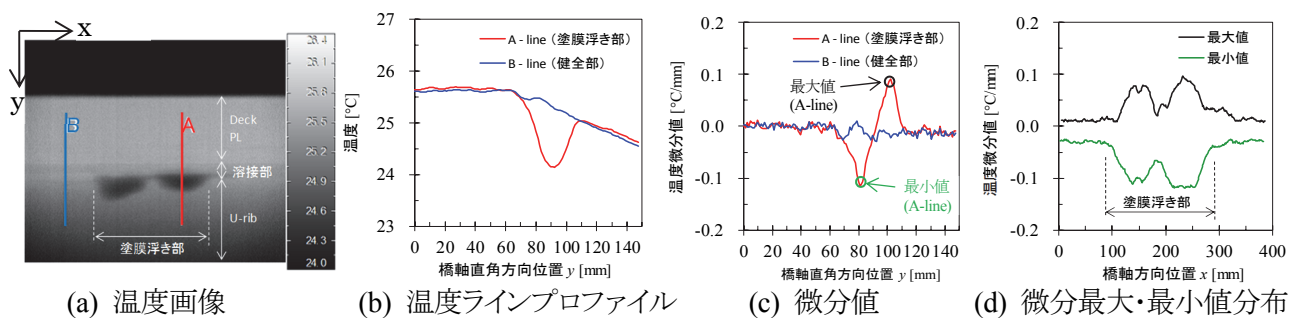 x
y
B
A
Deck
PL
溶接部
U-rib
塗膜浮き部
26.1
25.8
25.5
25.2
24.9
24.6
24.3
24.0
(a) 温度画像
温度 [°C]
27
26
25
24
23
0 20 40 60 80 100 120 140
A - line (塗膜浮き部)
B - line (健全部)
橋軸直角方向位置 y [mm]
(b) 温度ラインプロファイル
温度微分値 [°C/mm]
0.2
0.1
0.0
-0.1
-0.2
0 20 40 60 80 100 120 140
A - line (塗膜浮き部)
B - line (健全部)
最大値
(A-line)
最小値
(A-line)
橋軸直角方向位置 y [mm]
(c) 微分値
温度微分値 [°C/mm]
0.2
0.1
0.0
-0.1
-0.2
0 100 200 300 400
最大値
最小値
塗膜浮き部
橋軸方向位置 x [mm]
(d) 微分最大・最小値分布